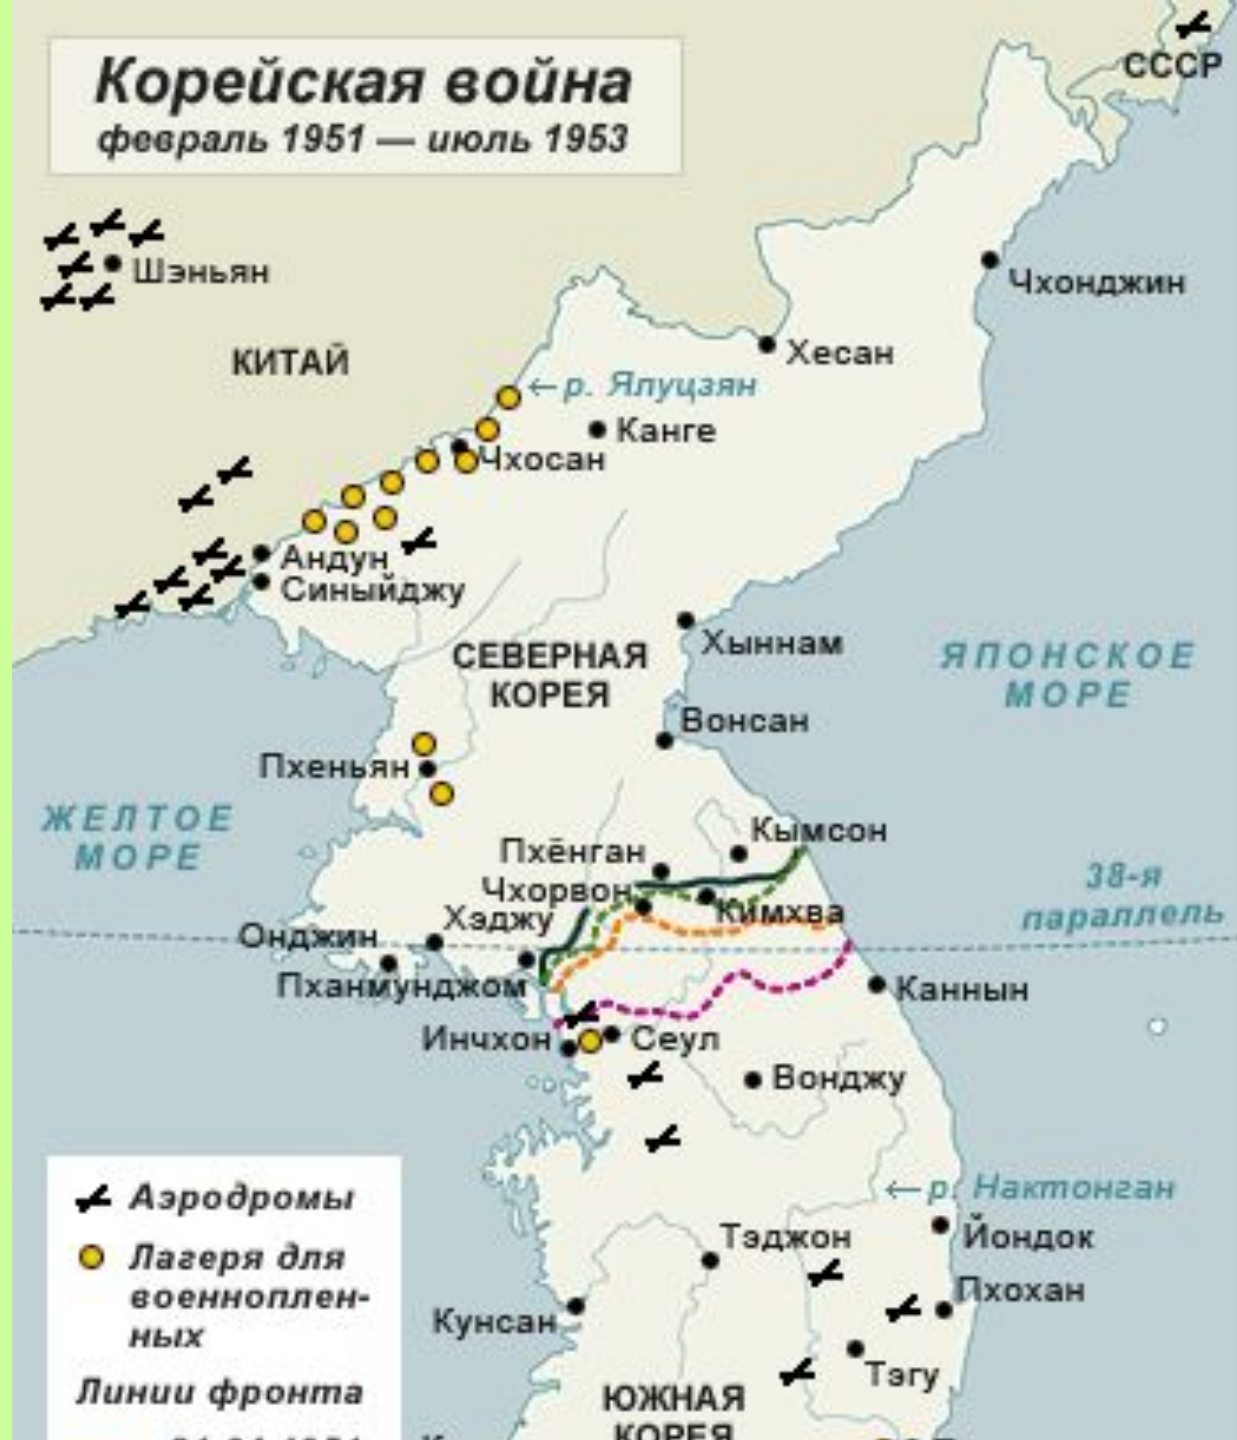 Корейская война
февраль 1951 — июль 1953
СССР
Шэньян
Чхонджин
КИТАЙ
Хесан
←р. Ялуцзян
Канге
Чхосан
Андун
Синыйджу
СЕВЕРНАЯ
КОРЕЯ
Хыннам
ЯПОНСКОЕ
МОРЕ
Вонсан
Пхеньян
ЖЕЛТОЕ
МОРЕ
Кымсон
Пхёнган
Чхорвон
38-я
параллель
Кимхва
Хэджу
Онджин
Пханмунджом
Каннын
Инчхон
Сеул
Вонджу
←р. Нактонган
Тэджон
Йондок
Пхохан
Кунсан
Тэгу
ЮЖНАЯ
КОРЕЯ
Аэродромы
Лагеря для
военноплен-
ных
Линии фронта